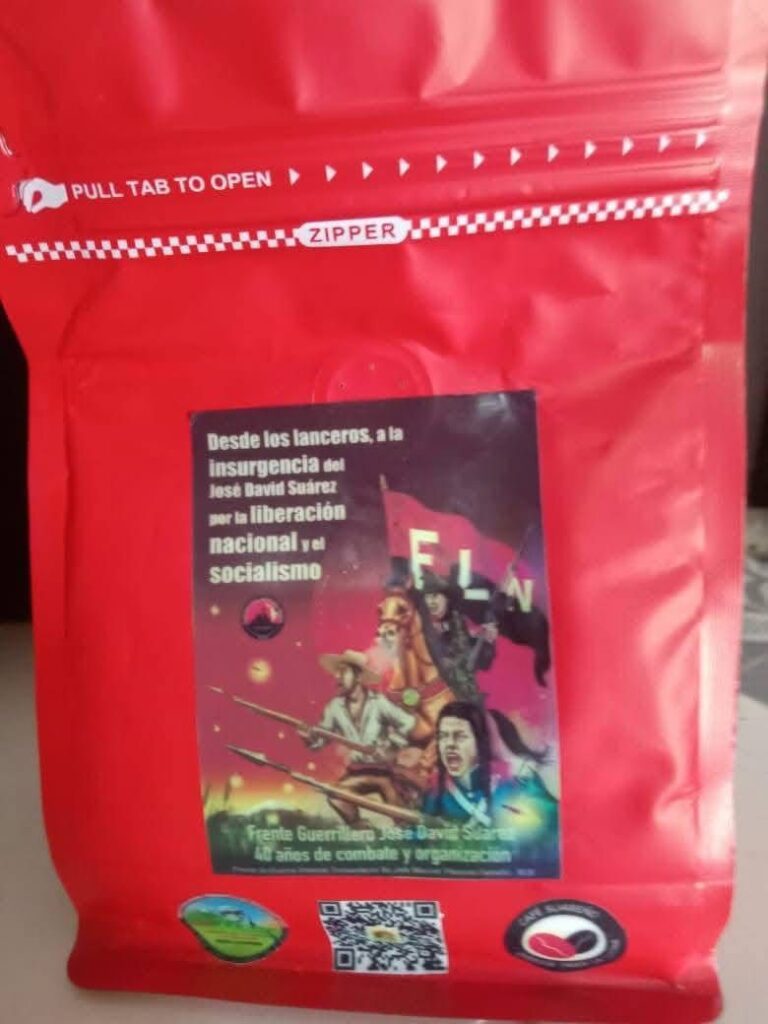 PULL TAB TO OPEN
ZIPPER
Desde los lanceros, a la
insurgencia del
José David Suárez
por la liberación
nacional y el
socialismo
ELN
Frente Guerrillero José David Suárez
40 años de combate y organización
CAFÉ